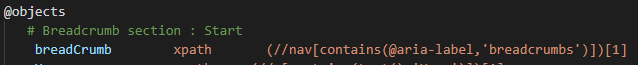 @objects
# Breadcrumb section : Start
breadCrumb xpath (//nav[contains(@aria-label,'breadcrumbs')])[1]